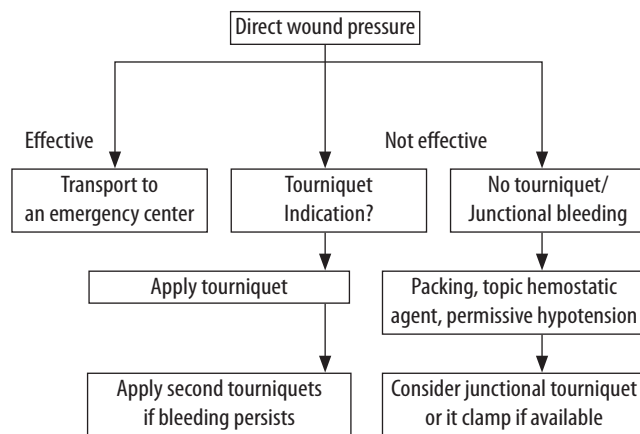 Direct wound pressure
Effective
Not effective
Transport to
an emergency center
Tourniquet
Indication?
No tourniquet/
Junctional bleeding
Apply tourniquet
Packing, topic hemostatic
agent, permissive hypotension
Apply second tourniquets
if bleeding persists
Consider junctional tourniquet
or it clamp if available